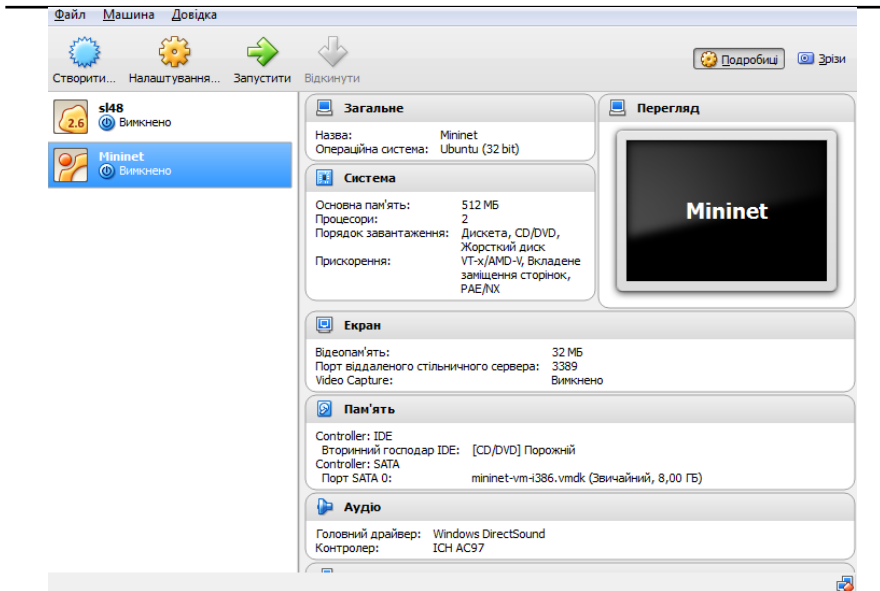 Файл Машина Довідка
Створити... Налаштування... Запустити Відкинути
Подробиці Зрізи
sl48
2.6
Вимкнено
Mininet
Вимкнено
Загальне
Назва: Mininet
Операційна система: Ubuntu (32 bit)
Перегляд
Mininet
Система
Основна пам'ять: 512 МБ
Процесори: 2
Порядок завантаження: Дискета, CD/DVD,
Жорсткий диск
Прискорення: VT-x/AMD-V, Вкладене
заміщення сторінок,
PAE/NX
Екран
Відеопам'ять: 32 МБ
Порт віддаленого стільничного сервера: 3389
Video Capture: Вимкнено
Пам'ять
Controller: IDE
Вторинний господар IDE: [CD/DVD] Порожній
Controller: SATA
Порт SATA 0: mininet-vm-i386.vmdk (Звичайний, 8,00 ГБ)
Аудіо
Головний драйвер: Windows DirectSound
Контролер: ICH AC97